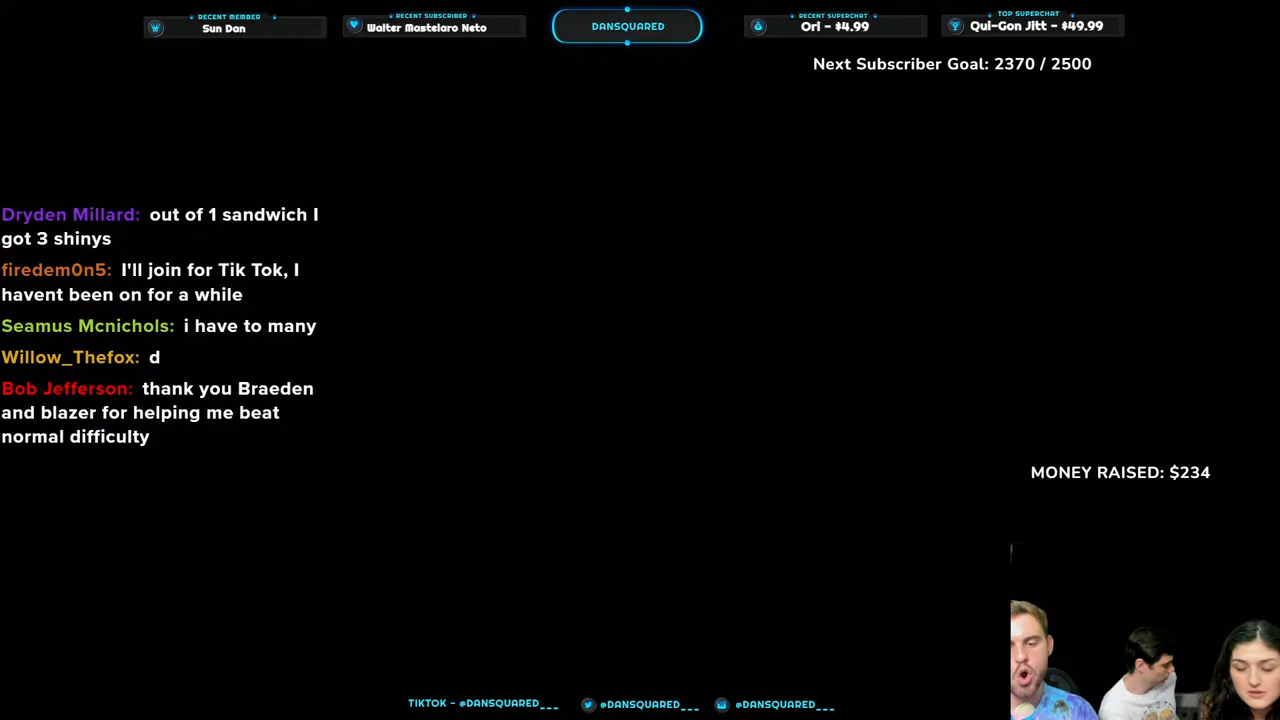 RECENT MEMBER
Sun Dan
RECENT SUBSCRIBER
Walter Mastelaro Neto
DANSQUARED
RECENT SUPERCHAT
Ori - $4.99
TOP SUPERCHAT
Qui-Gon Jitt - $49.99
Next Subscriber Goal: 2370 / 2500
Dryden Millard: out of 1 sandwich I
got 3 shinys
firedem0n5: I'll join for Tik Tok, I
havent been on for a while
Seamus Mcnichols: i have to many
Willow_Thefox: d
Bob Jefferson: thank you Braeden
and blazer for helping me beat
normal difficulty
MONEY RAISED: $234
TIKTOK - @DANSQUARED___
@DANSQUARED___
@DANSQUARED___